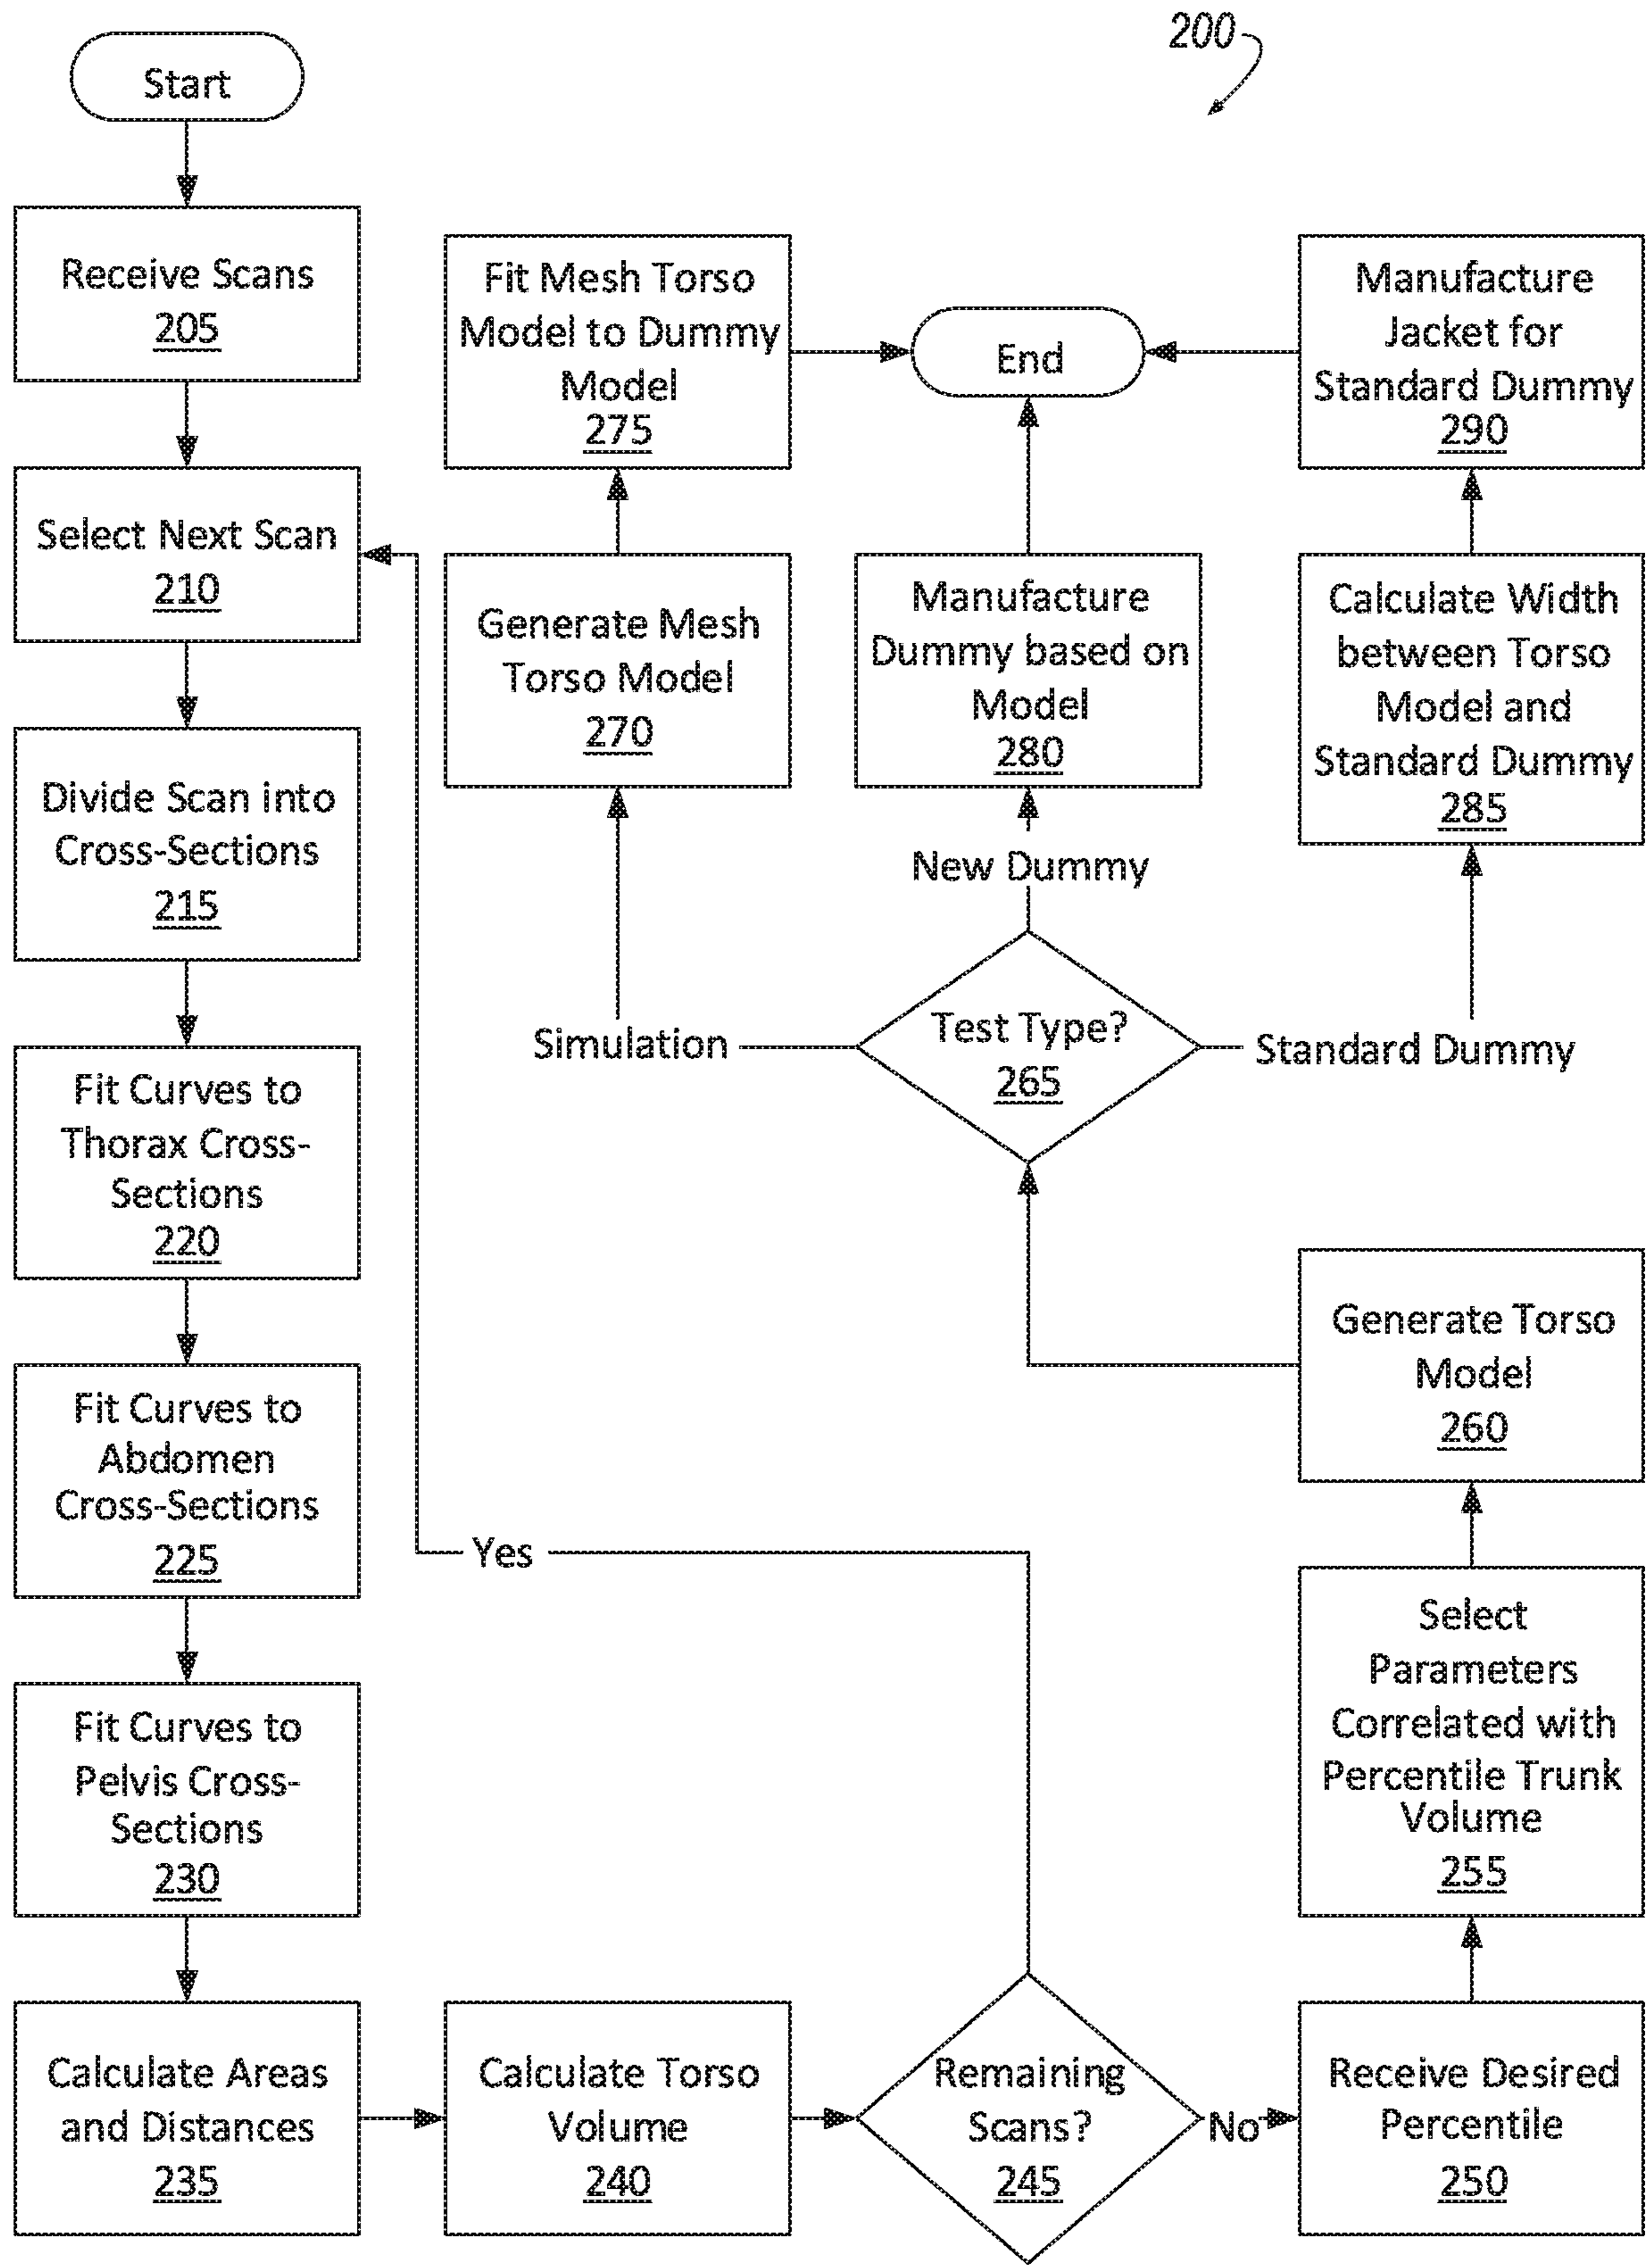 200
Start
Receive Scans
205
Select Next Scan
210
Divide Scan into
Cross-Sections
215
Fit Curves to
Thorax Cross-
Sections
220
Fit Curves to
Abdomen
Cross-Sections
225
Fit Curves to
Pelvis Cross-
Sections
230
Calculate Areas
and Distances
235
Calculate Torso
Volume
240
Remaining
Scans?
245
Yes
No
Receive Desired
Percentile
250
Select
Parameters
Correlated with
Percentile Trunk
Volume
255
Generate Torso
Model
260
Test Type?
265
Simulation
New Dummy
Standard Dummy
Generate Mesh
Torso Model
270
Fit Mesh Torso
Model to Dummy
Model
275
Manufacture
Dummy based on
Model
280
Calculate Width
between Torso
Model and
Standard Dummy
285
Manufacture
Jacket for
Standard Dummy
290
End